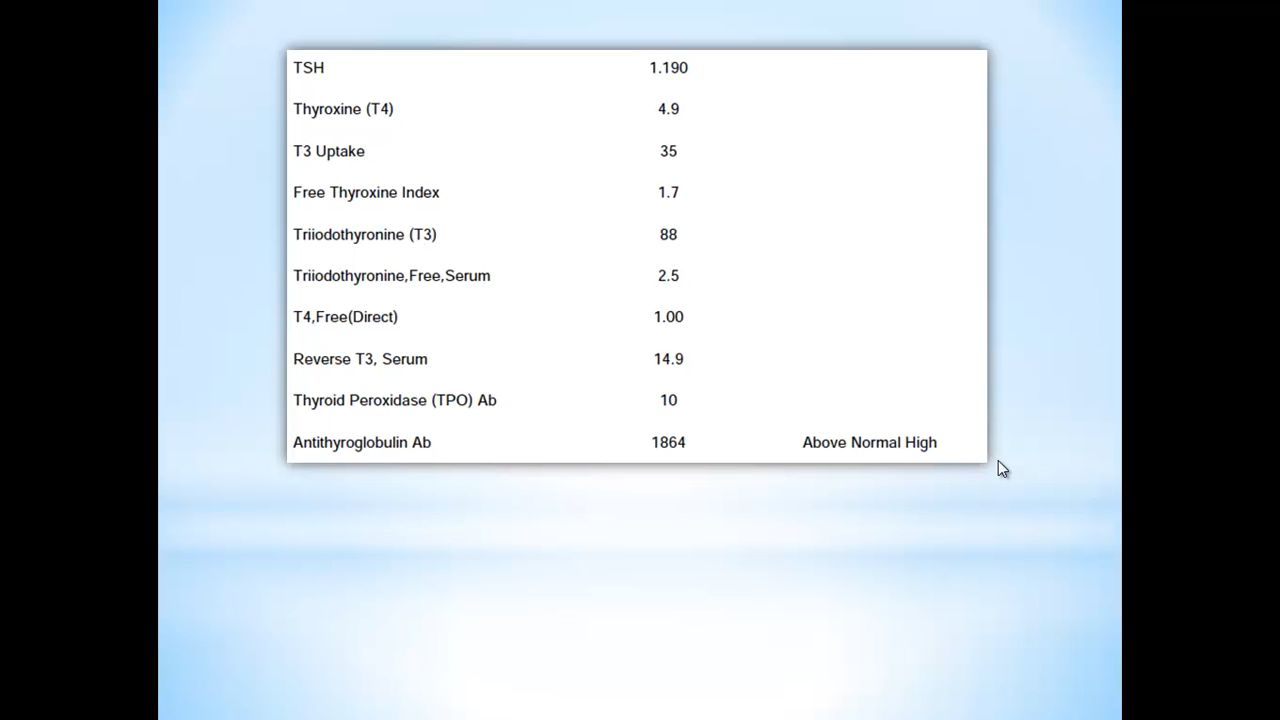 TSH 1.190
Thyroxine (T4) 4.9
T3 Uptake 35
Free Thyroxine Index 1.7
Triiodothyronine (T3) 88
Triiodothyronine,Free,Serum 2.5
T4,Free(Direct) 1.00
Reverse T3, Serum 14.9
Thyroid Peroxidase (TPO) Ab 10
Antithyroglobulin Ab 1864 Above Normal High